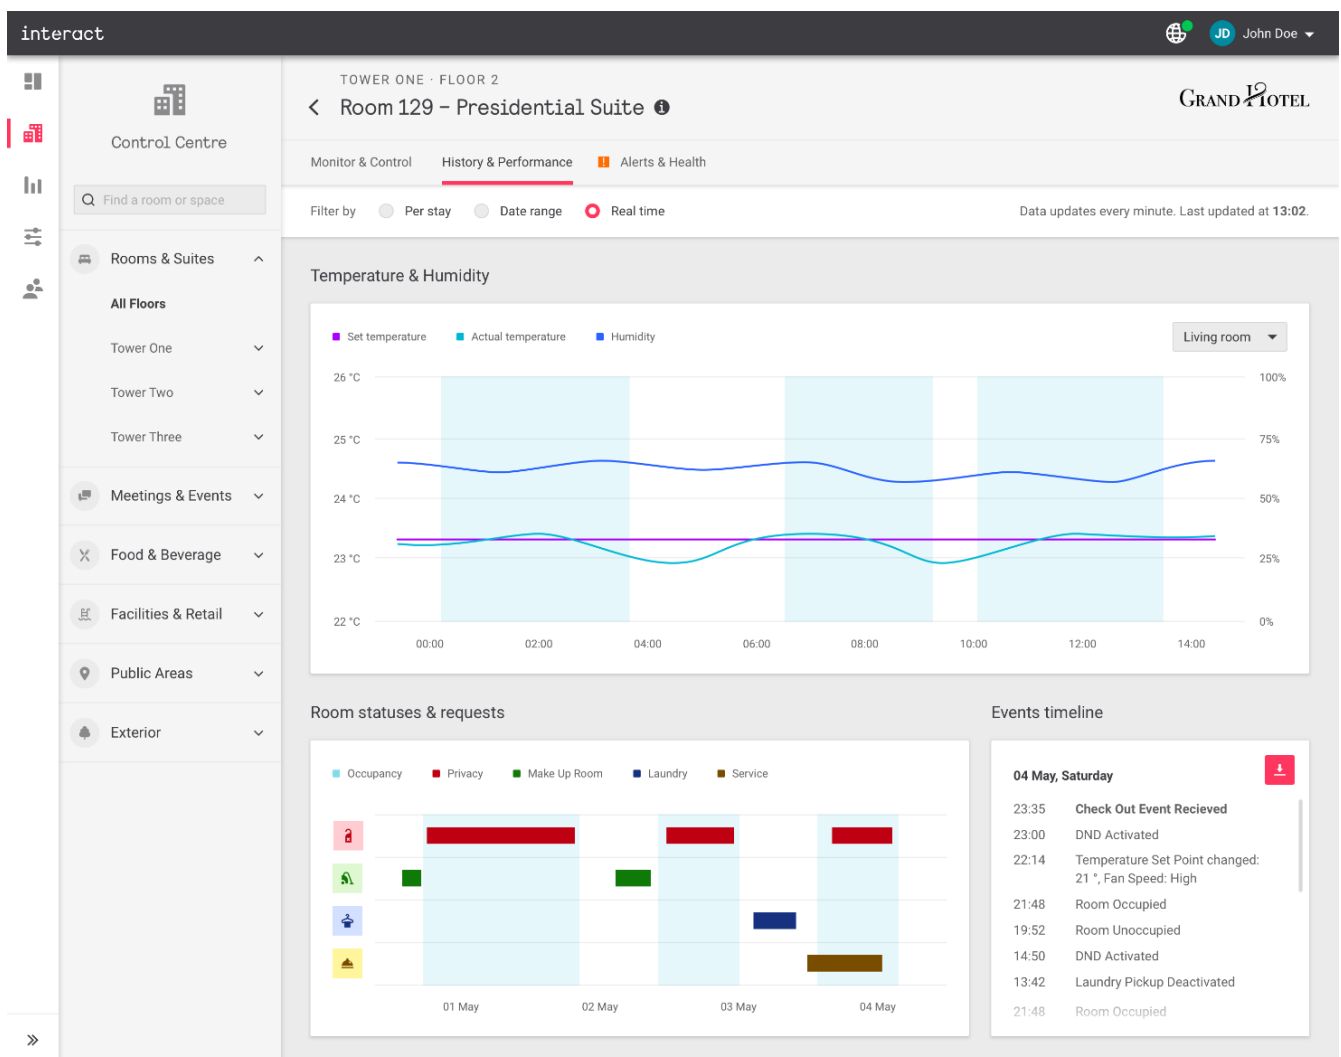 interact
JD John Doe
Control Centre
Find a room or space
Rooms & Suites
All Floors
Tower One
Tower Two
Tower Three
Meetings & Events
Food & Beverage
Facilities & Retail
Public Areas
Exterior
TOWER ONE · FLOOR 2
Room 129 – Presidential Suite
GRAND HOTEL
Monitor & Control History & Performance Alerts & Health
Filter by Per stay Date range Real time
Data updates every minute. Last updated at 13:02.
Temperature & Humidity
Set temperature Actual temperature Humidity
Living room
26 °C 100%
25 °C 75%
24 °C 50%
23 °C 25%
22 °C 0%
00:00 02:00 04:00 06:00 08:00 10:00 12:00 14:00
Room statuses & requests
Occupancy Privacy Make Up Room Laundry Service
01 May 02 May 03 May 04 May
Events timeline
04 May, Saturday
23:35 Check Out Event Recieved
23:00 DND Activated
22:14 Temperature Set Point changed:
21 °, Fan Speed: High
21:48 Room Occupied
19:52 Room Unoccupied
14:50 DND Activated
13:42 Laundry Pickup Deactivated
21:48 Room Occupied